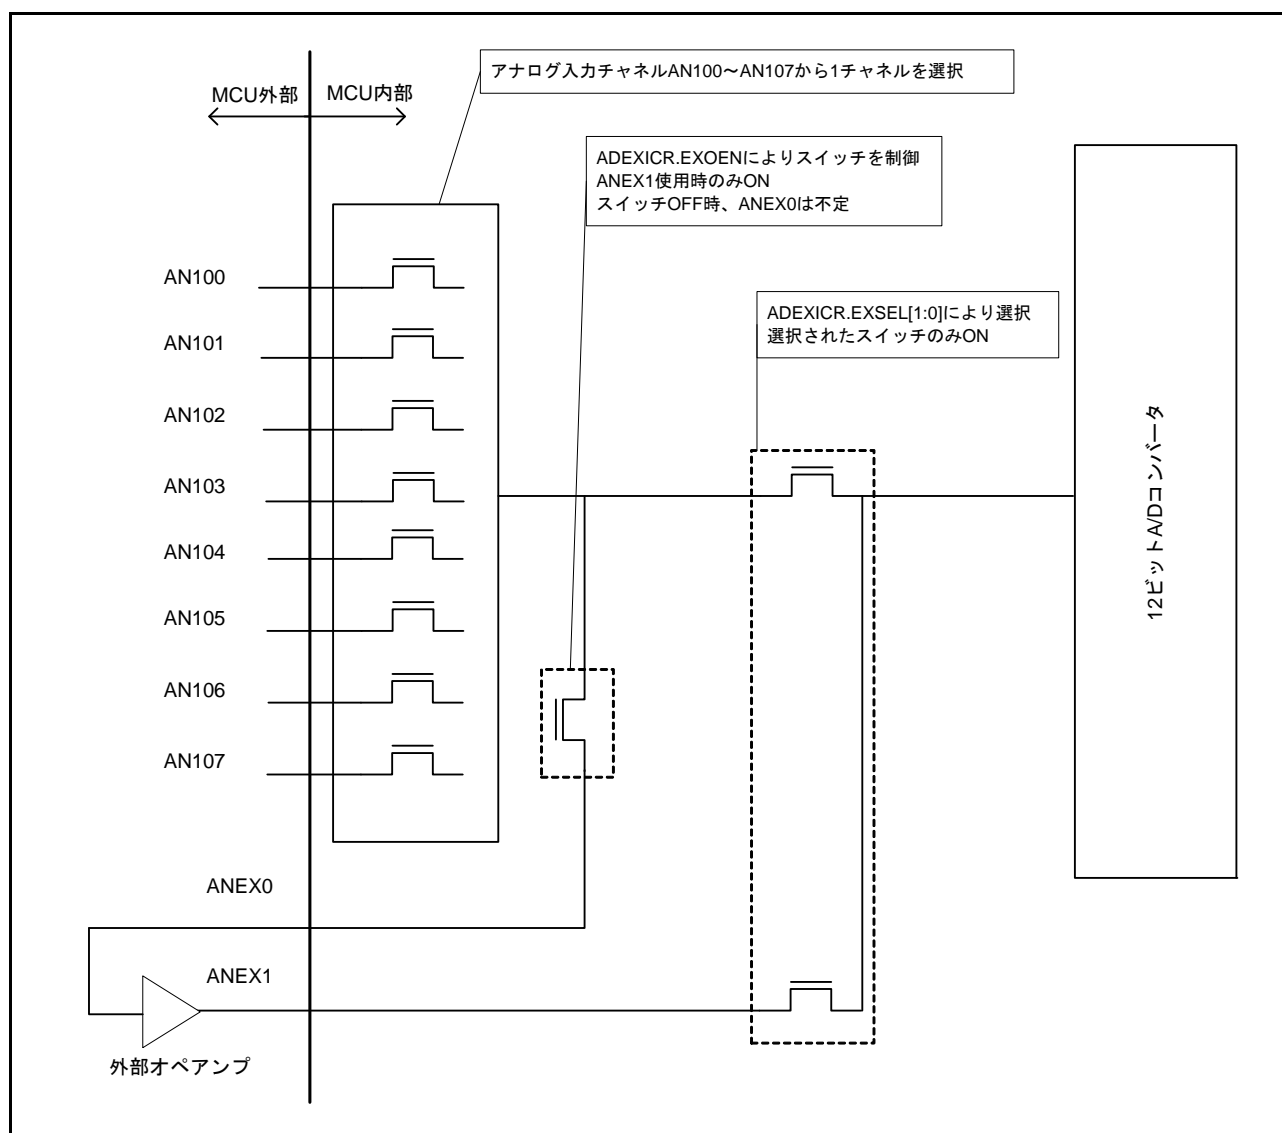 アナログ入力チャネルAN100～AN107から1チャネルを選択
MCU外部
MCU内部
ADEXICR.EXOENによりスイッチを制御
ANEX1使用時のみON
スイッチOFF時、ANEX0は不定
AN100
ADEXICR.EXSEL[1:0]により選択
選択されたスイッチのみON
AN101
AN102
AN103
AN104
AN105
AN106
AN107
12ビットA/Dコンバータ
ANEX0
ANEX1
外部オペアンプ